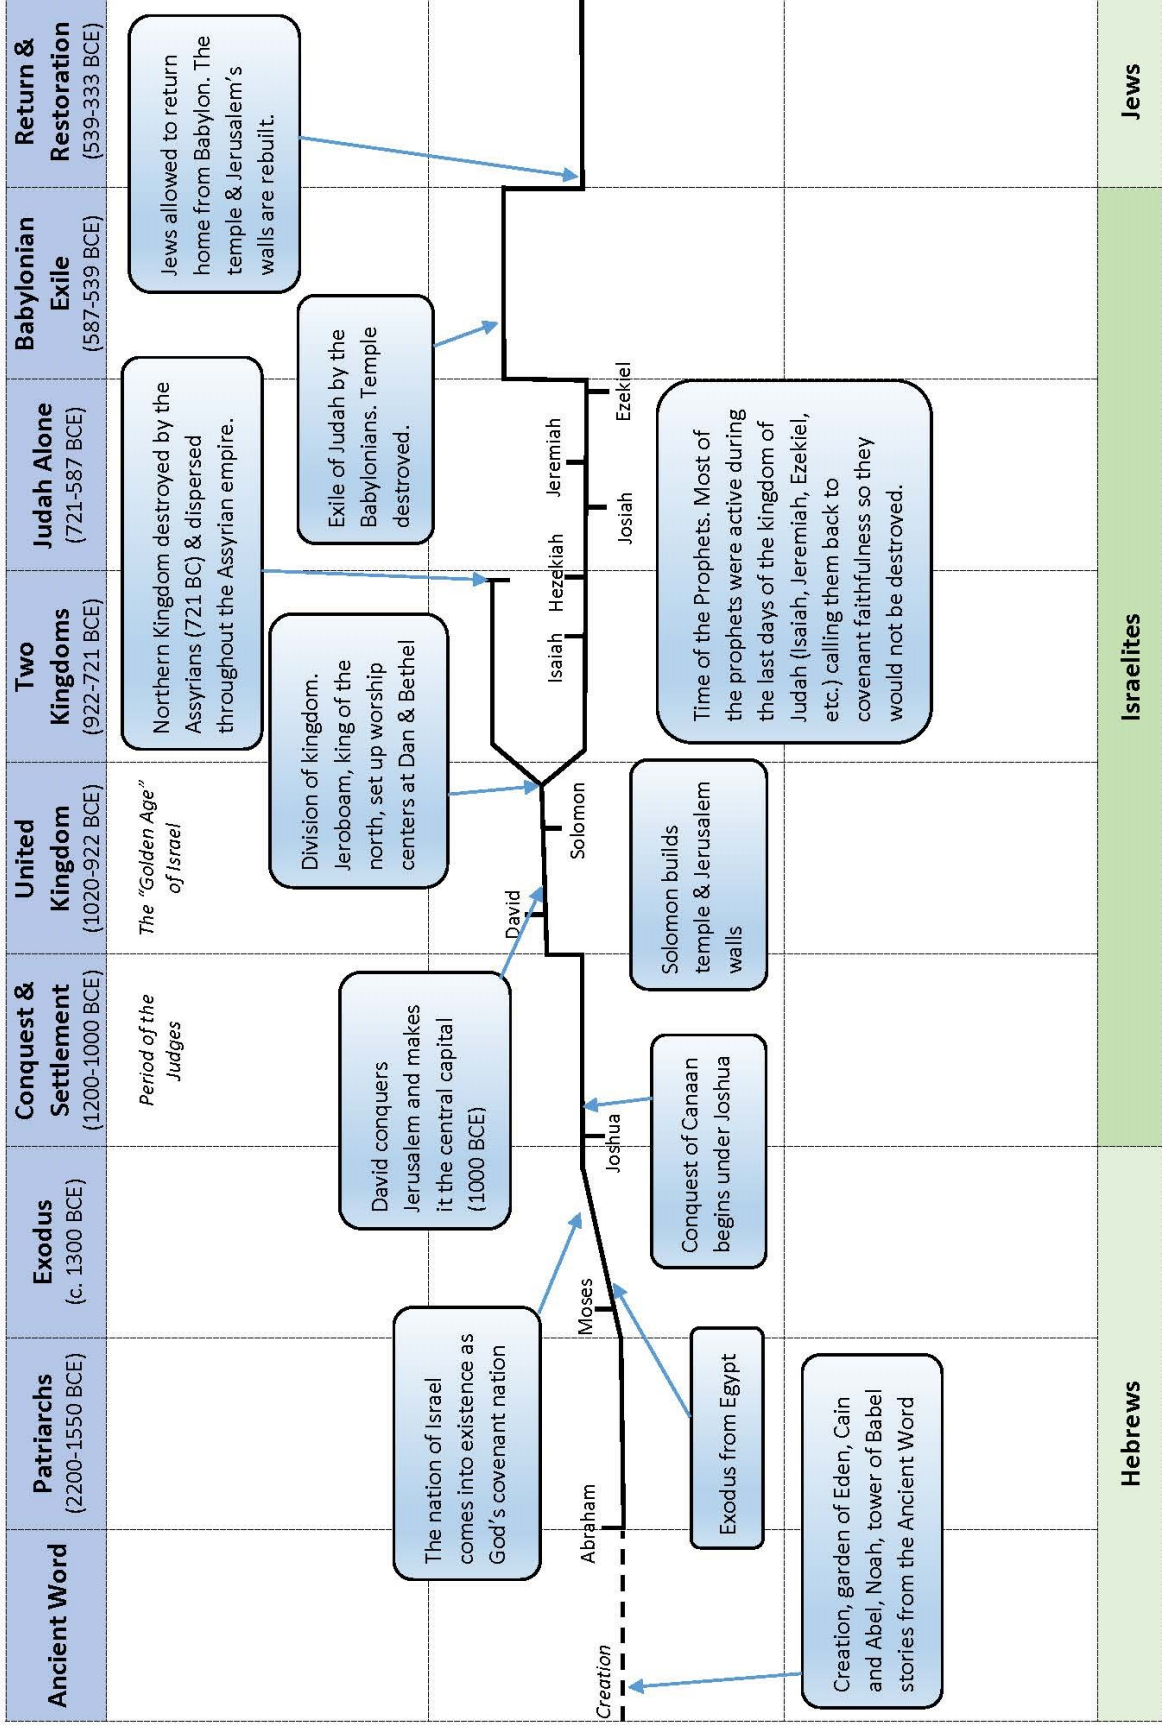 Ancient Word
Patriarchs
(2200-1550 BCE)
Exodus
(c. 1300 BCE)
Conquest &
Settlement
(1200-1000 BCE)
United
Kingdom
(1020-922 BCE)
Two
Kingdoms
(922-721 BCE)
Judah Alone
(721-587 BCE)
Babylonian
Exile
(587-539 BCE)
Return &
Restoration
(539-333 BCE)
Period of the
Judges
The “Golden Age”
of Israel
Northern Kingdom destroyed by the
Assyrians (721 BC) & dispersed
throughout the Assyrian empire.
Jews allowed to return
home from Babylon. The
temple & Jerusalem’s
walls are rebuilt.
Division of kingdom.
Jeroboam, king of the
north, set up worship
centers at Dan & Bethel
Exile of Judah by the
Babylonians. Temple
destroved.
David conquers
Jerusalem and makes
it the central capital
(1000 BCE)
The nation of Israel
comes into existence as
God’s covenant nation
Creation
Abraham
Moses
Joshua
David
Solomon
Isaiah
Hezekiah
Josiah
Jeremiah
Ezekiel
Creation, garden of Eden, Cain
and Abel, Noah, tower of Babel
stories from the Ancient Word
Exodus from Egypt
Conquest of Canaan
begins under Joshua
Solomon builds
temple & Jerusalem
walls
Time of the Prophets. Most of
the prophets were active during
the last days of the kingdom of
Judah (Isaiah, Jeremiah, Ezekiel,
etc.) calling them back to
covenant faithfulness so they
would not be destroyed.
Hebrews
Israelites
Jews